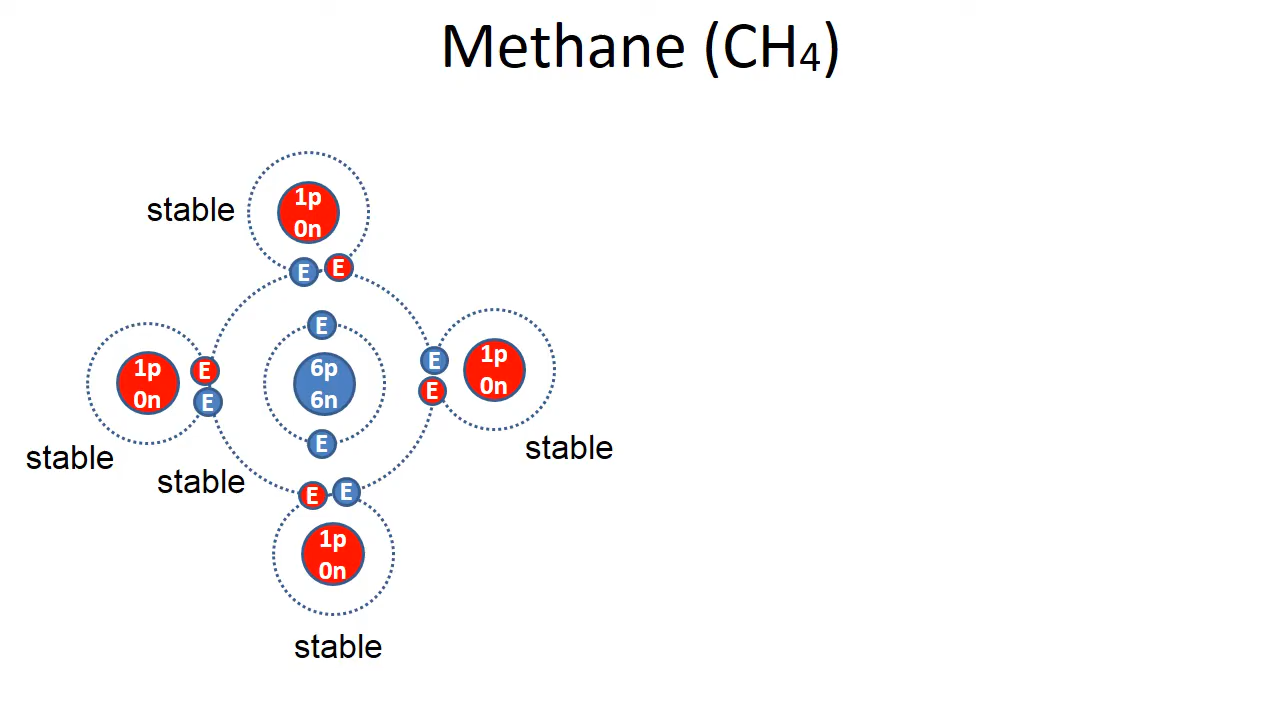 Methane (CH₄)
stable
1p
0n
E E
E
1p
0n
E
E
6p
6n
E
E
1p
0n
E
stable
stable
stable
E E
1p
0n
stable